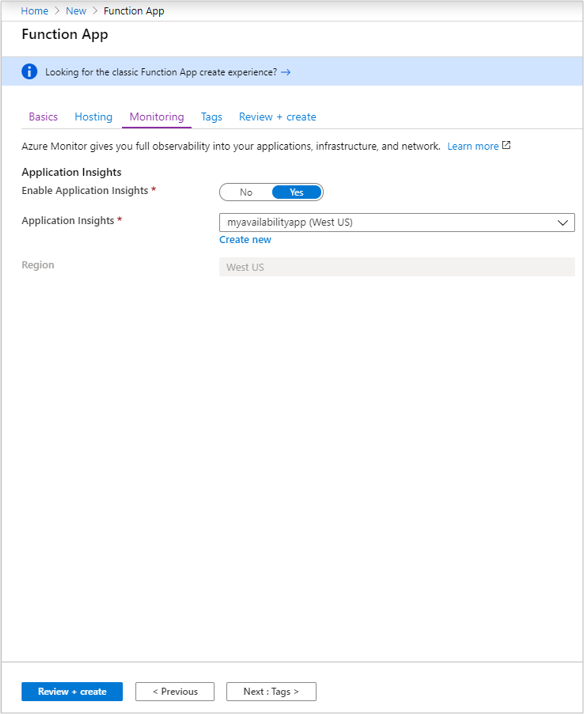 Home > New > Function App
Function App
Looking for the classic Function App create experience? →
Basics Hosting Monitoring Tags Review + create
Azure Monitor gives you full observability into your applications, infrastructure, and network. Learn more
Application Insights
Enable Application Insights * No Yes
Application Insights * myavailabilityapp (West US)
Create new
Region West US
Review + create < Previous Next : Tags >